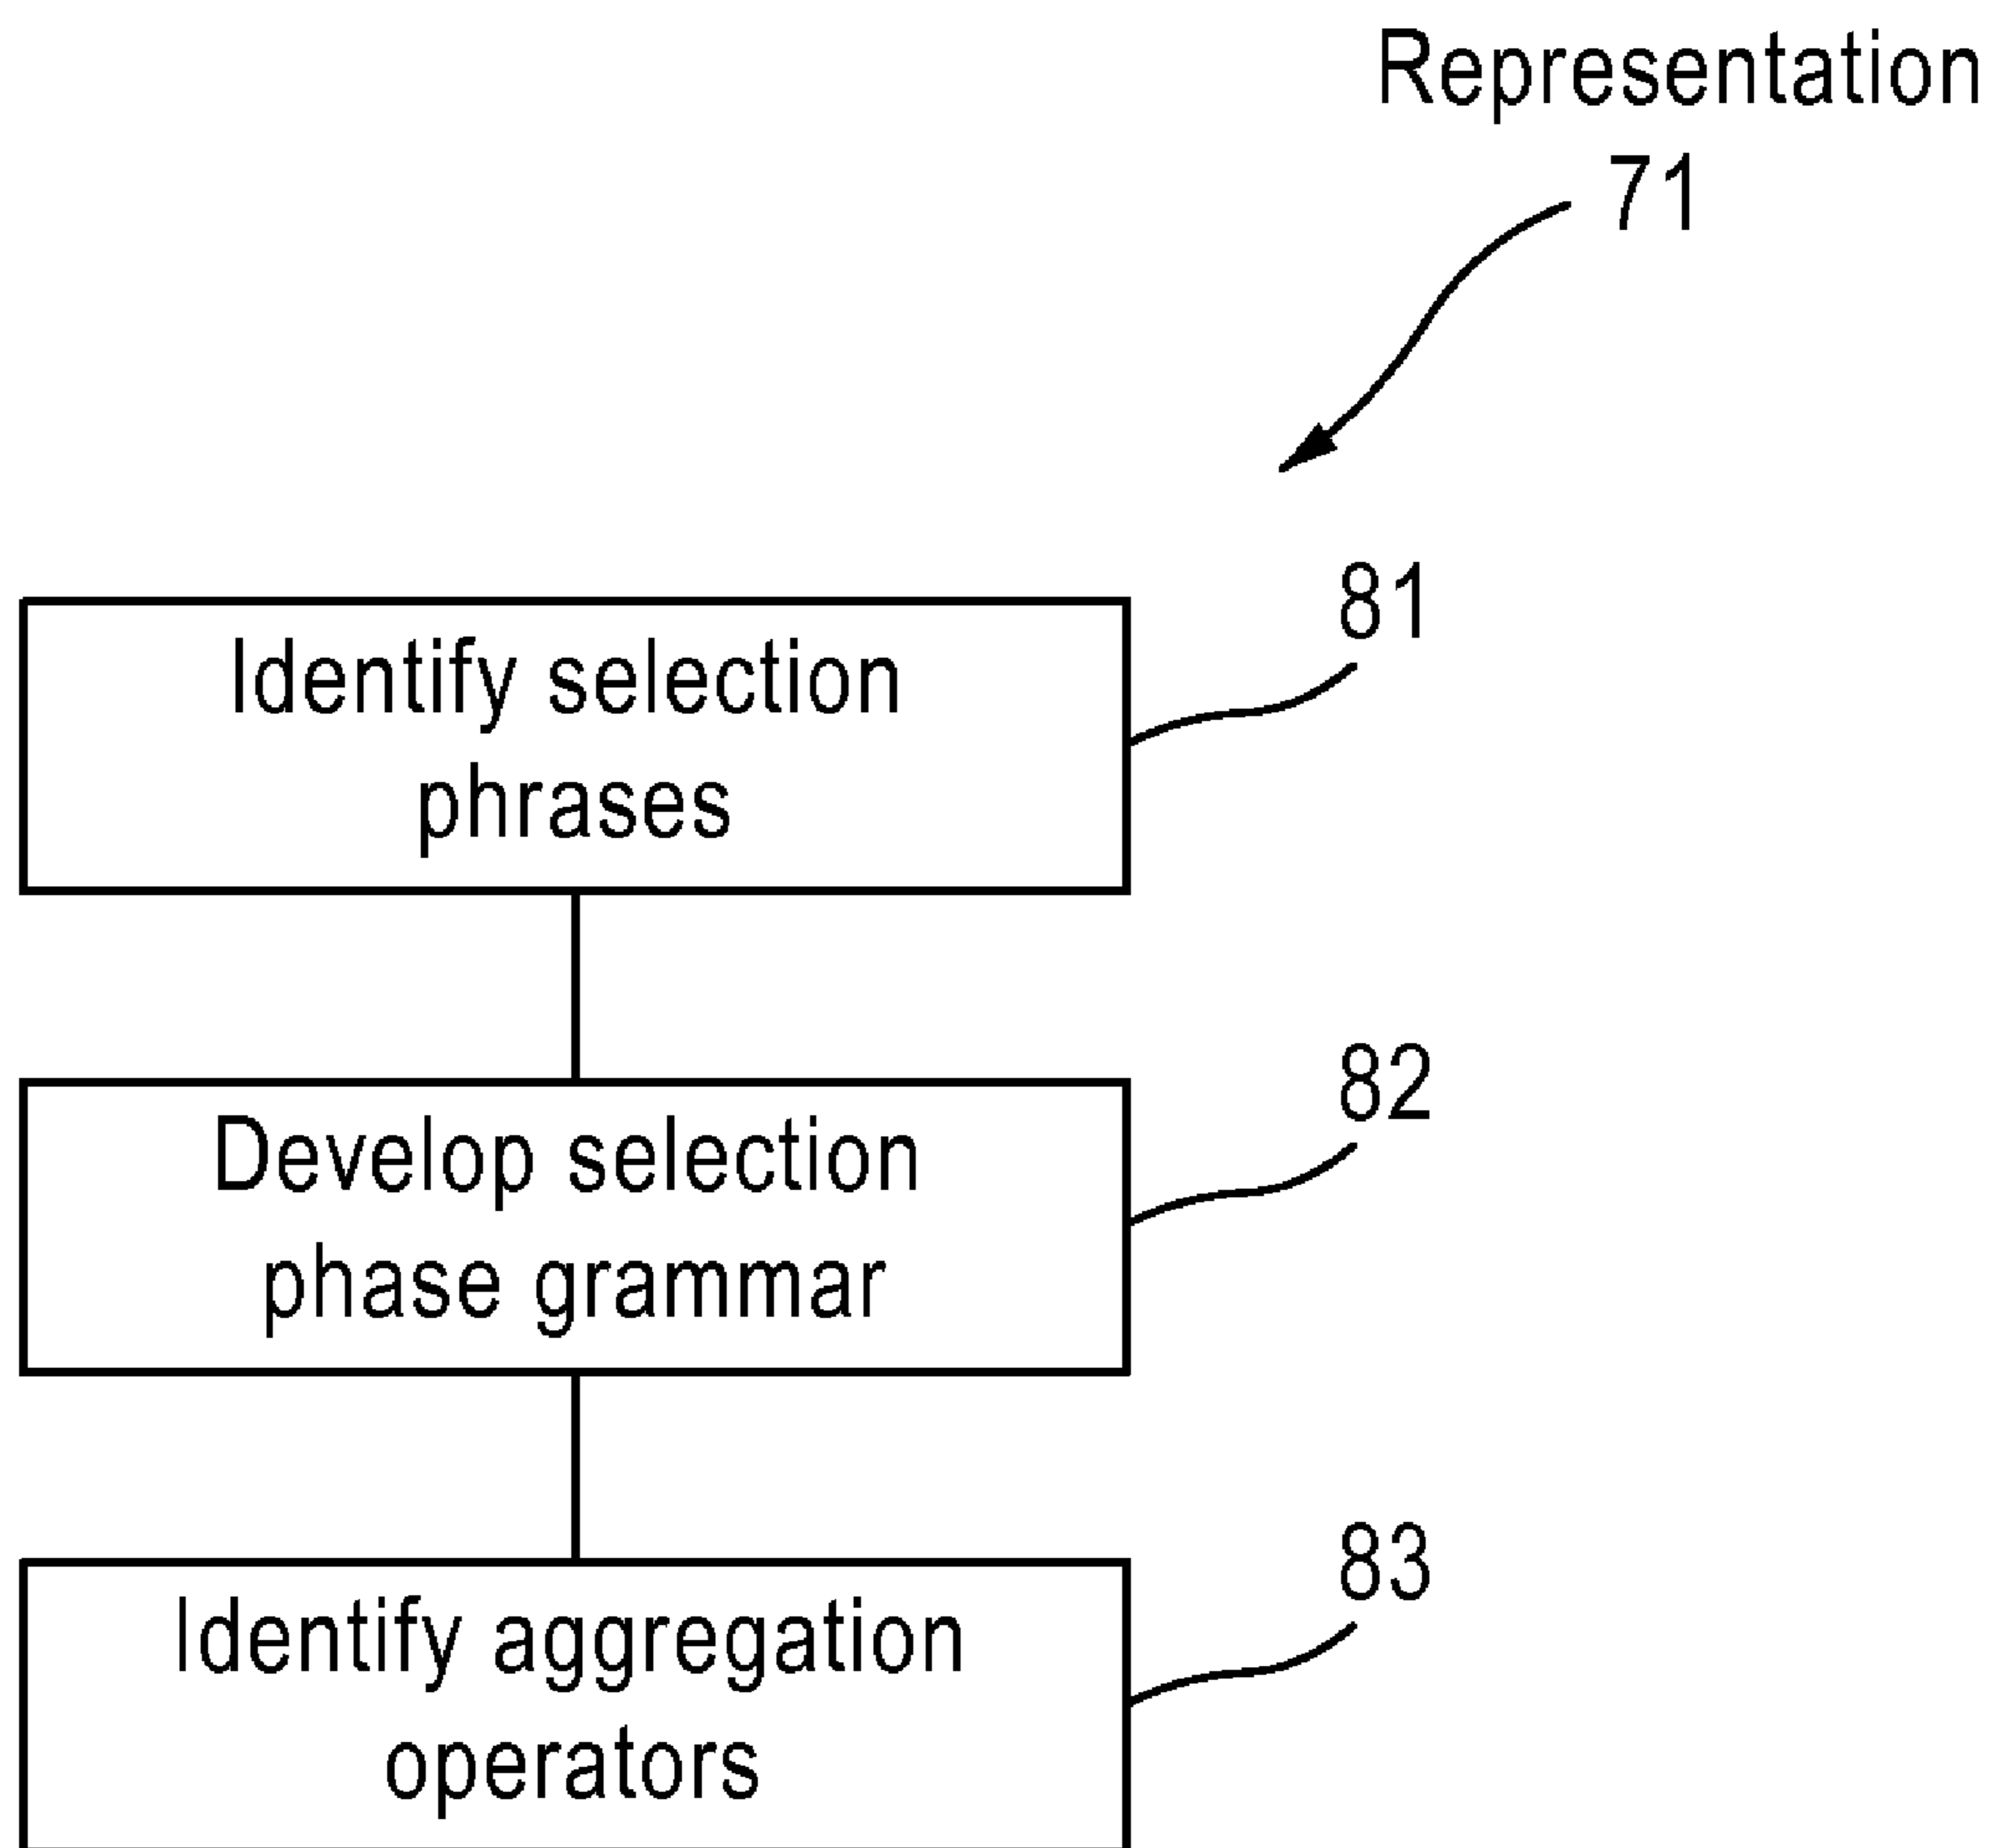 Representation
71
81
Identify selection
phrases
82
Develop selection
phase grammar
83
Identify aggregation
operators